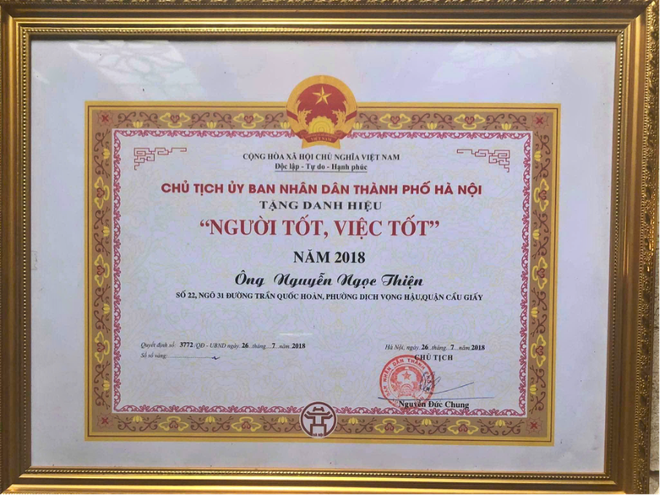 CỘNG HÒA XÃ HỘI CHỦ NGHĨA VIỆT NAM
Độc lập - Tự do - Hạnh phúc
CHỦ TỊCH ỦY BAN NHÂN DÂN THÀNH PHỐ HÀ NỘI
TẶNG DANH HIỆU
"NGƯỜI TỐT, VIỆC TỐT"
NĂM 2018
Ông Nguyễn Ngọc Thiện
SỐ 22, NGÕ 31 ĐƯỜNG TRẦN QUỐC HOÀN, PHƯỜNG DỊCH VỌNG HẬU,QUẬN CẦU GIẤY
Quyết định số: 3772/QĐ - UBND ngày 26 tháng 7 năm 2018
Số sổ vàng:
Hà Nội, ngày 26 tháng 7 năm 2018
CHỦ TỊCH
Nguyễn Đức Chung